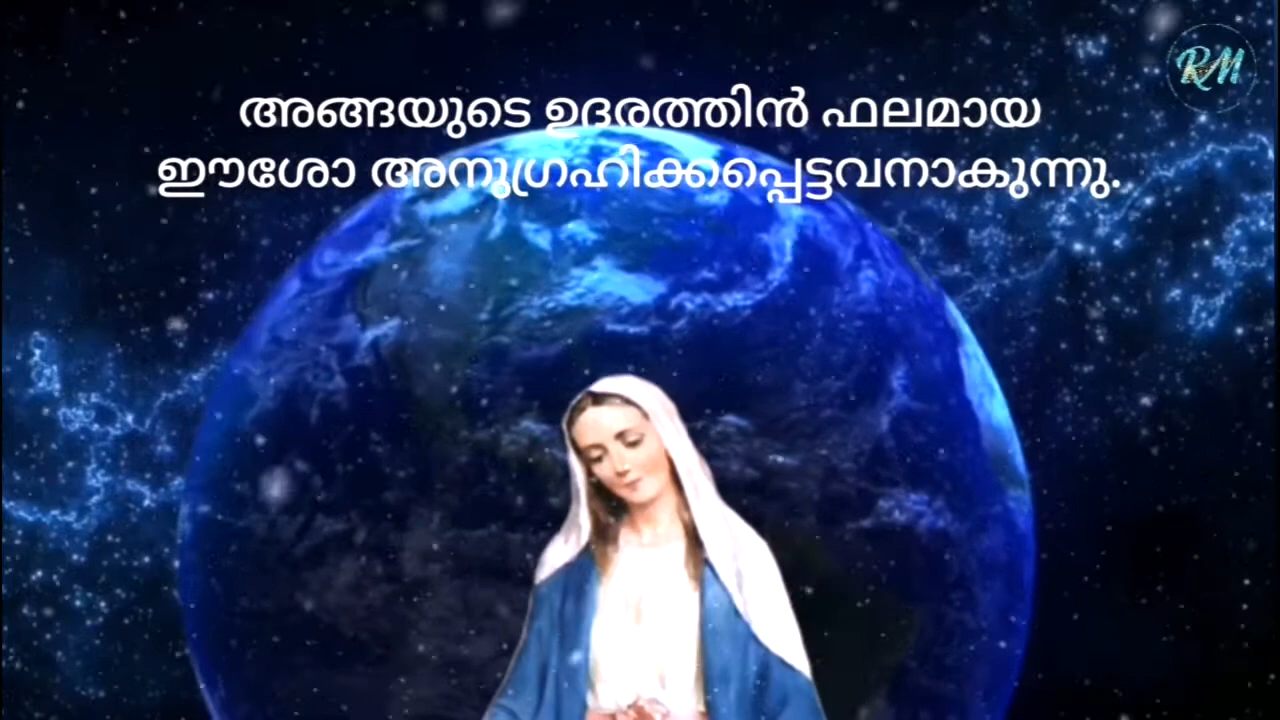 അങ്ങയുടെ ഉദരത്തിൻ ഫലമായ
ഈശോ അനുഗ്രഹിക്കപ്പെട്ടവനാകുന്നു.
RM